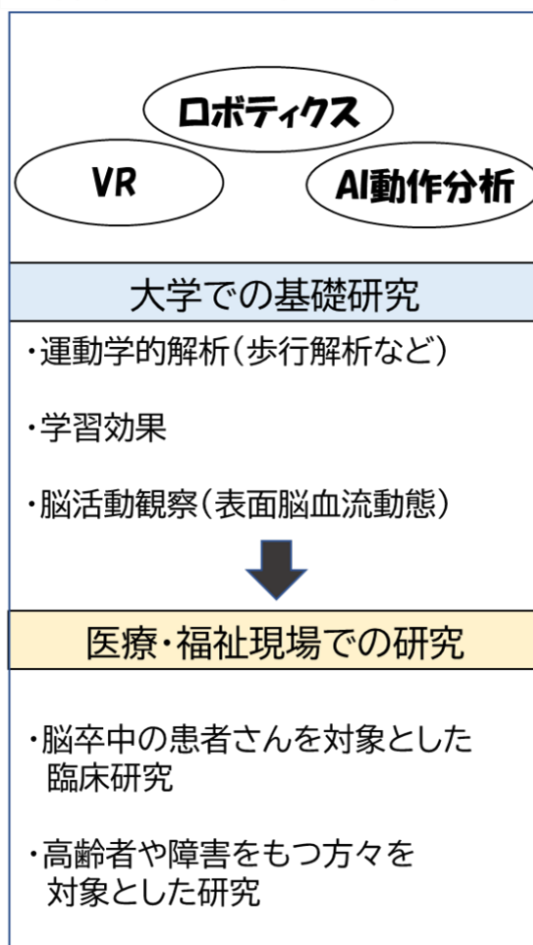 ロボティクス
VR
AI動作分析
大学での基礎研究
・運動学的解析（歩行解析など）
・学習効果
・脳活動観察（表面脳血流動態）
医療・福祉現場での研究
・脳卒中の患者さんを対象とした
臨床研究
・高齢者や障害をもつ方々を
対象とした研究